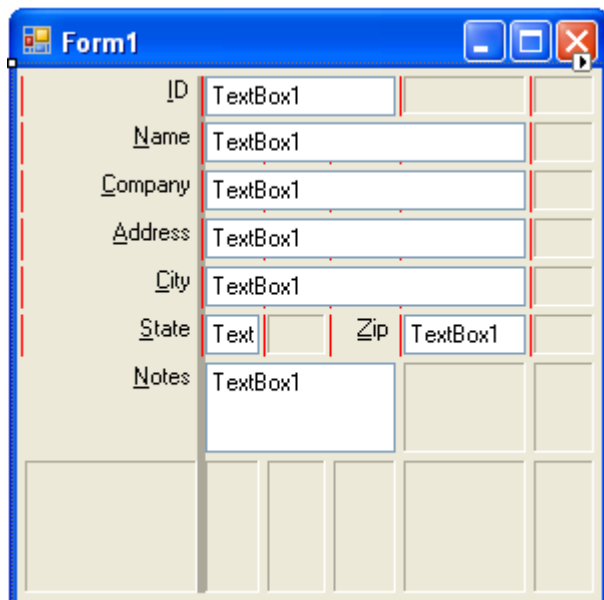 Form1
ID TextBox1
Name TextBox1
Company TextBox1
Address TextBox1
City TextBox1
State Text Zip TextBox1
Notes TextBox1